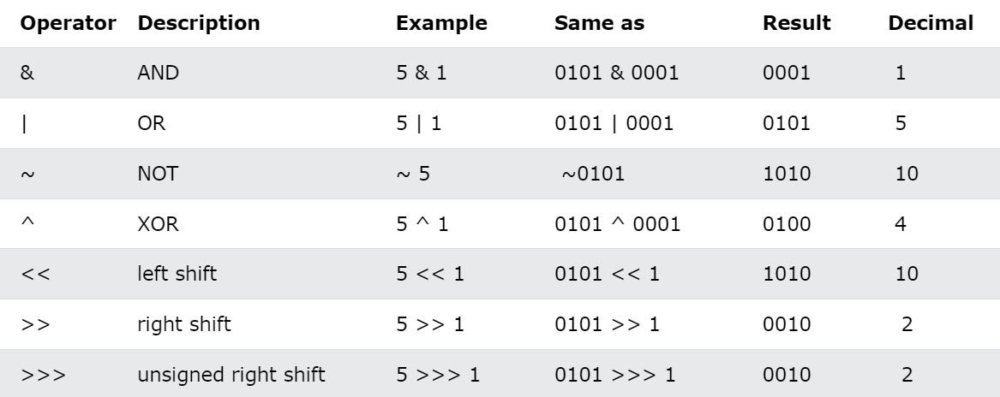 Operator Description Example Same as Result Decimal
& AND 5 & 1 0101 & 0001 0001 1
| OR 5 | 1 0101 | 0001 0101 5
~ NOT ~ 5 ~0101 1010 10
^ XOR 5 ^ 1 0101 ^ 0001 0100 4
<< left shift 5 << 1 0101 << 1 1010 10
>> right shift 5 >> 1 0101 >> 1 0010 2
>>> unsigned right shift 5 >>> 1 0101 >>> 1 0010 2